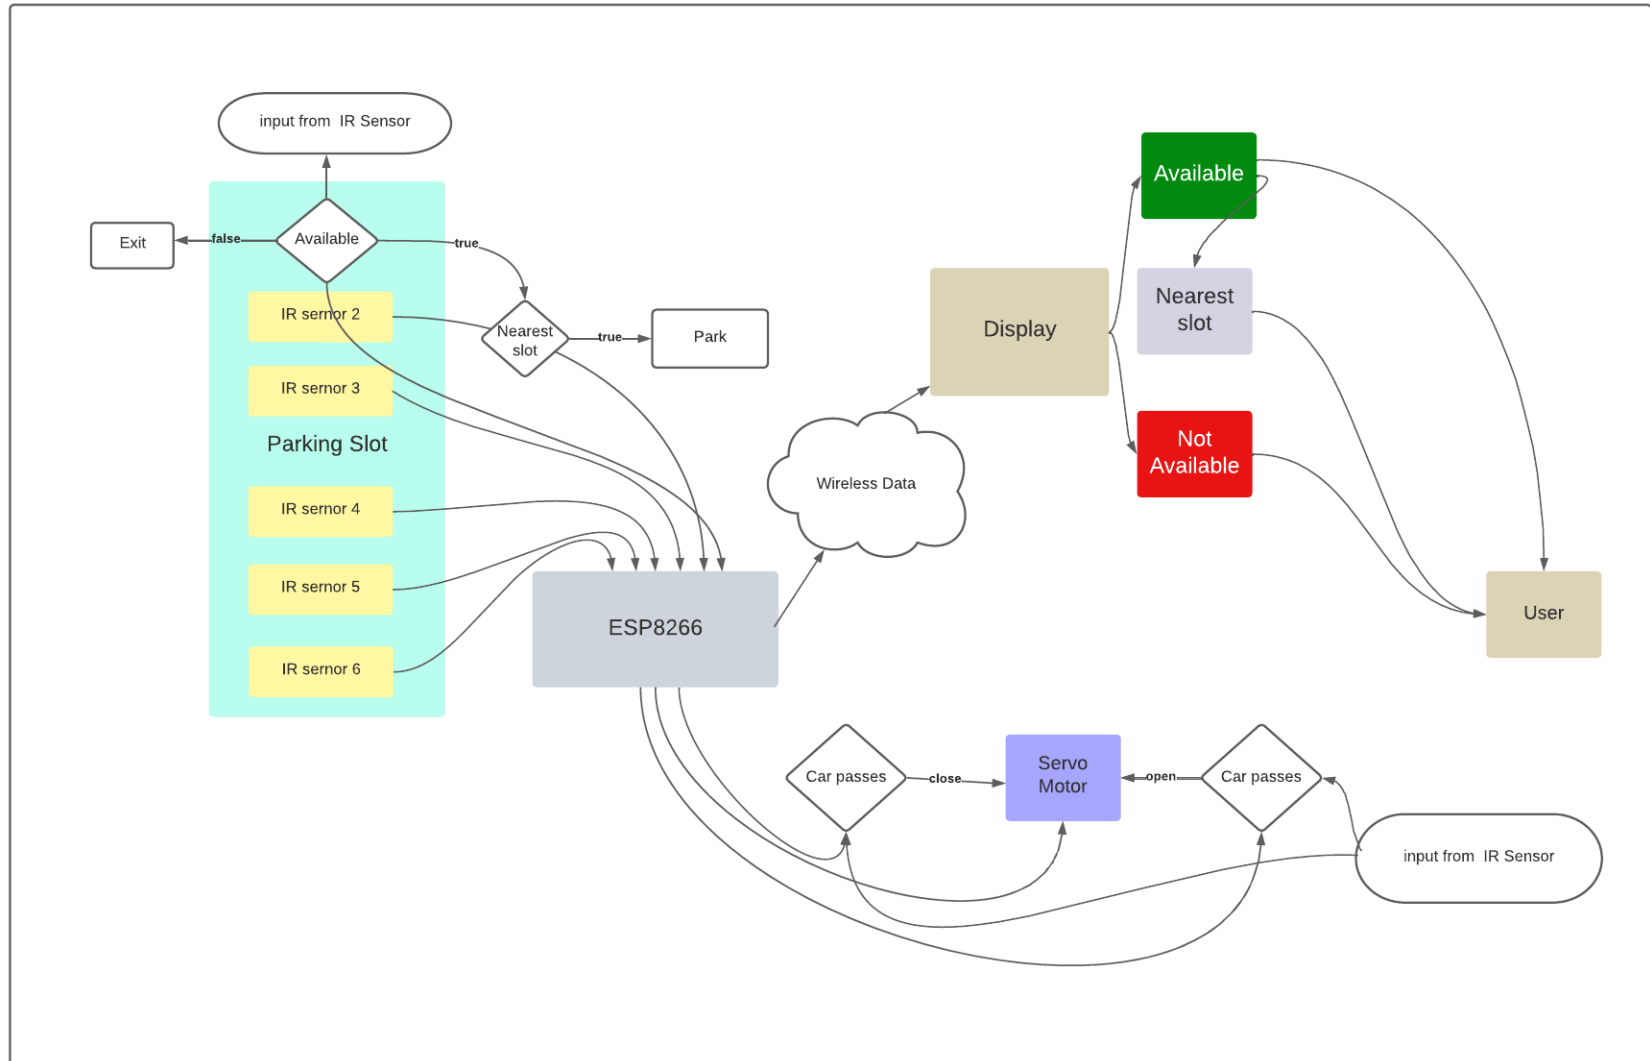 input from  IR Sensor
Exit
false
Available
true
IR sernor 2
Nearest
slot
true
Park
IR sernor 3
Parking Slot
IR sernor 4
IR sernor 5
IR sernor 6
ESP8266
Wireless Data
Display
Available
Nearest
slot
Not
Available
User
Car passes
close
Servo
Motor
open
Car passes
input from  IR Sensor